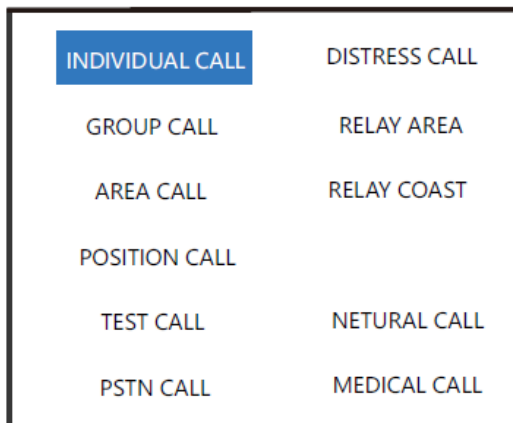 INDIVIDUAL CALL
DISTRESS CALL
GROUP CALL
RELAY AREA
AREA CALL
RELAY COAST
POSITION CALL
TEST CALL
NETURAL CALL
PSTN CALL
MEDICAL CALL